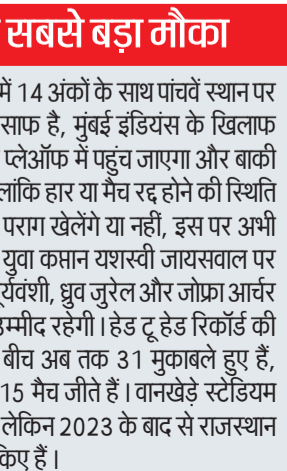 सबसे बड़ा मौका
में 14 अंकों के साथ पांचवें स्थान पर
साफ है, मुंबई इंडियंस के खिलाफ
प्लेऑफ में पहुंच जाएगा और बाकी
लांकि हार या मैच रद्द होने की स्थिति
पराग खेलेंगे या नहीं, इस पर अभी
युवा कप्तान यशस्वी जायसवाल पर
र्यवंशी, ध्रुव जुरेल और जोफ्रा आर्चर
उम्मीद रहेगी । हेड टू हेड रिकॉर्ड की
बीच अब तक 31 मुकाबले हुए हैं,
15 मैच जीते हैं । वानखेड़े स्टेडियम
लेकिन 2023 के बाद से राजस्थान
किए हैं ।